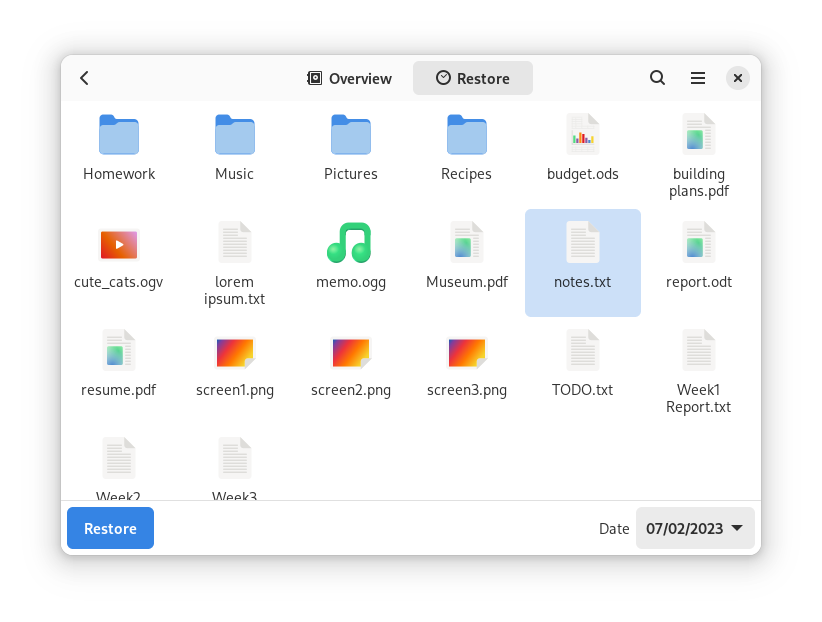 Overview
Restore
Homework
Music
Pictures
Recipes
budget.ods
building
plans.pdf
cute_cats.ogv
lorem
ipsum.txt
memo.ogg
Museum.pdf
notes.txt
report.odt
resume.pdf
screen1.png
screen2.png
screen3.png
TODO.txt
Week1
Report.txt
Week2
Week3
Restore
Date
07/02/2023